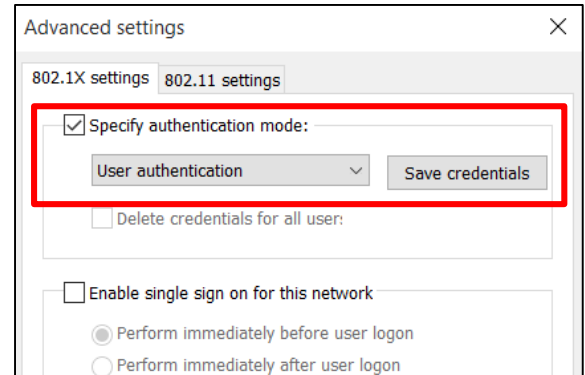 Advanced settings
802.1X settings 802.11 settings
Specify authentication mode:
User authentication Save credentials
Delete credentials for all users
Enable single sign on for this network
Perform immediately before user logon
Perform immediately after user logon